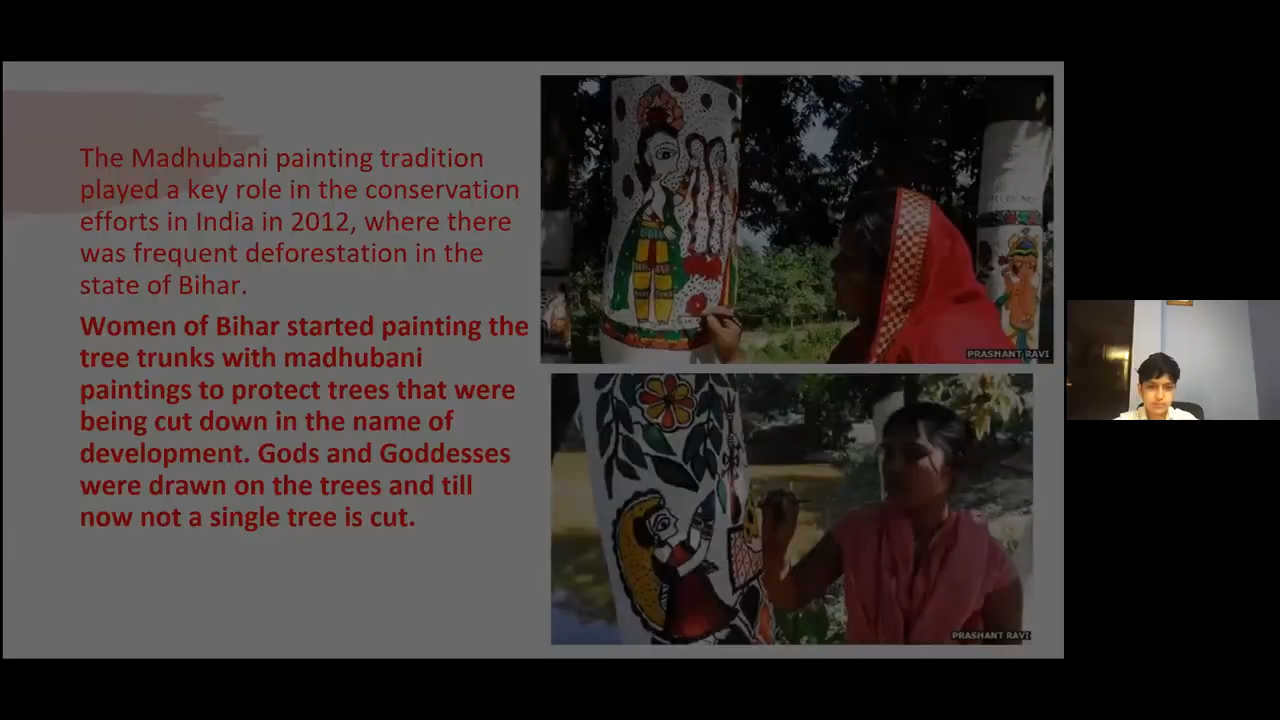 The Madhubani painting tradition
played a key role in the conservation
efforts in India in 2012, where there
was frequent deforestation in the
state of Bihar.
Women of Bihar started painting the
tree trunks with madhubani
paintings to protect trees that were
being cut down in the name of
development. Gods and Goddesses
were drawn on the trees and till
now not a single tree is cut.
PRASHANT RAVI
PRASHANT RAVI